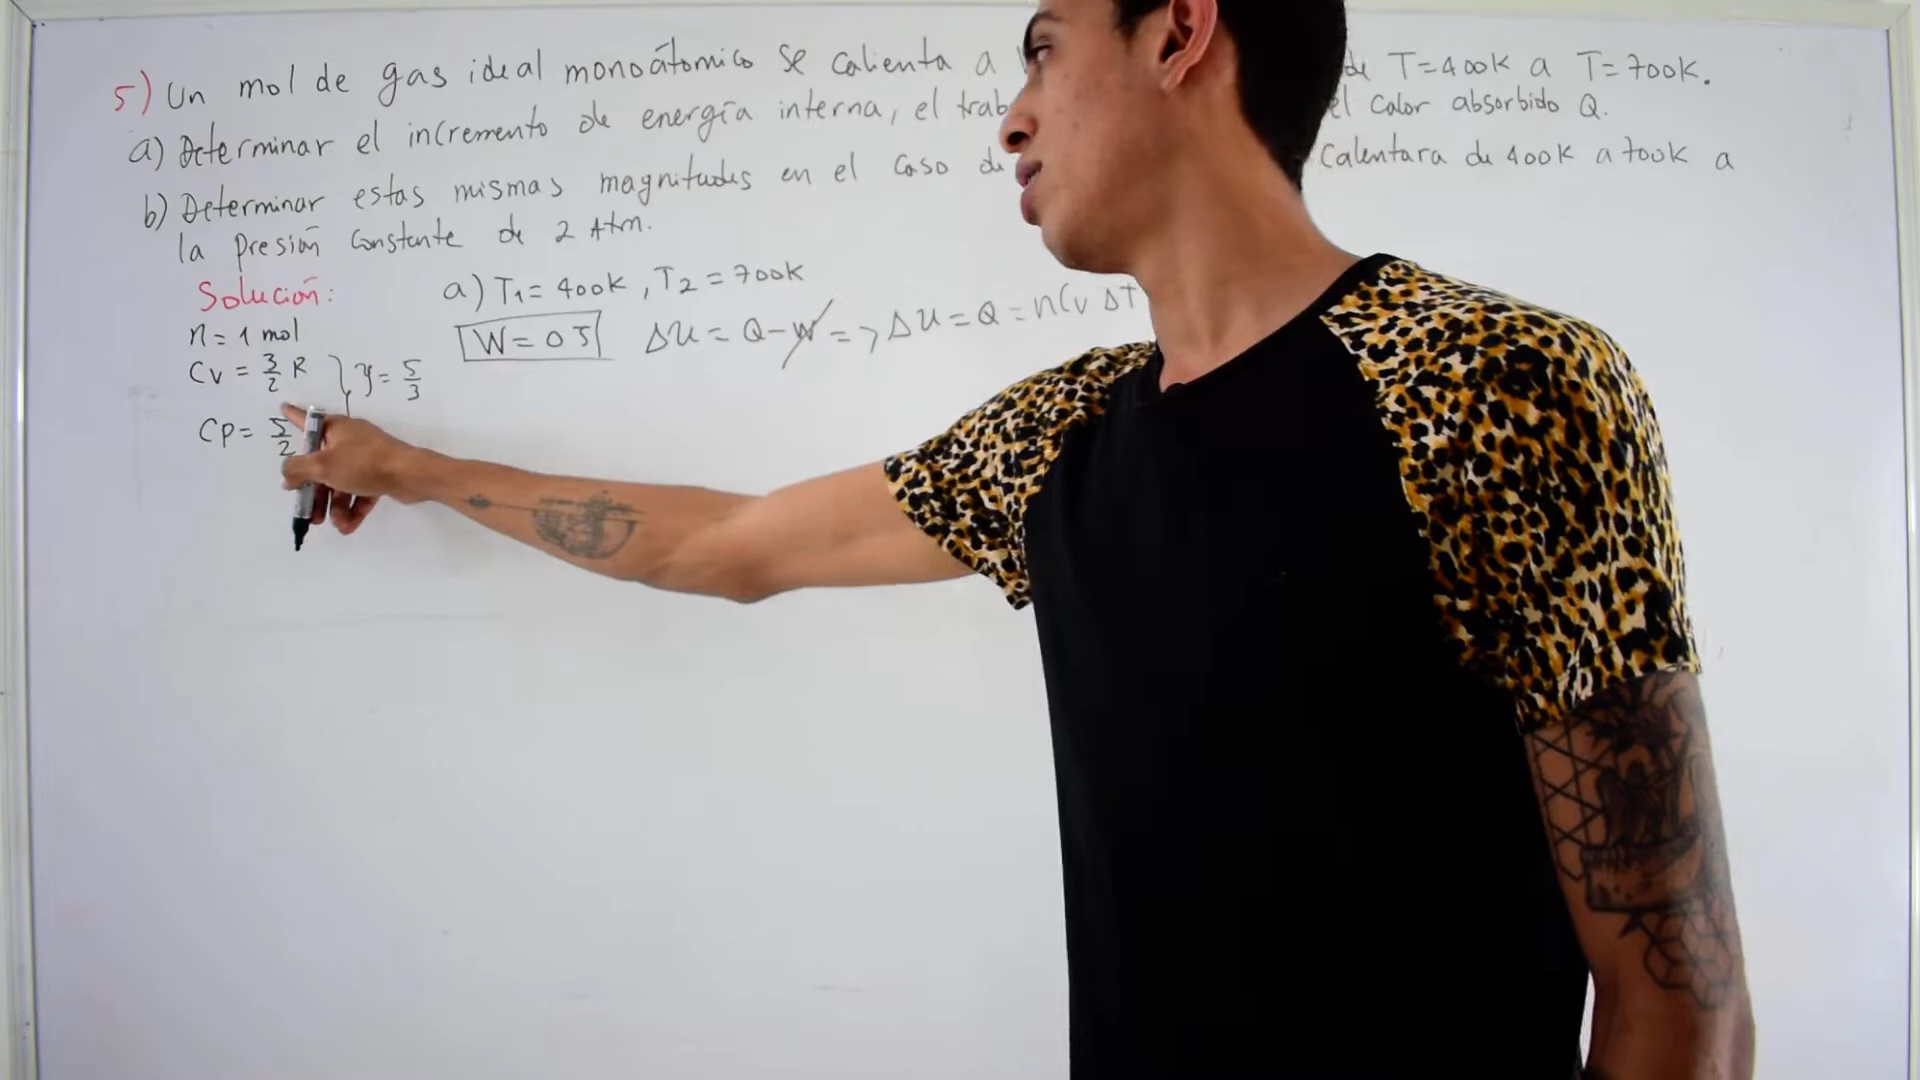 5) Un mol de gas ideal monoátomico se calienta a de T=400K a T=700K.
a) Determinar el incremento de energía interna, el trab el calor absorbido Q.
b) Determinar estas mismas magnitudes en el caso de calentara de 400K a 700K a
la presión constante de 2 Atm.
Solución:
n = 1 mol
Cv = 3/2 R
Cp = 5/2
γ = 5/3
a) T1 = 400K, T2 = 700K
W = 0 J ΔU = Q - W => ΔU = Q = nCv ΔT